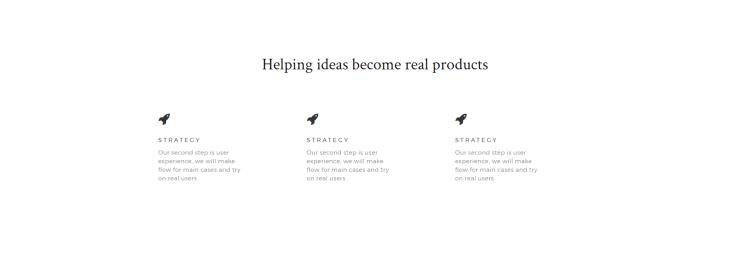 Helping ideas become real products
STRATEGY
Our second step is user
experience, we will make
flow for main cases and try
on real users
STRATEGY
Our second step is user
experience, we will make
flow for main cases and try
on real users
STRATEGY
Our second step is user
experience, we will make
flow for main cases and try
on real users